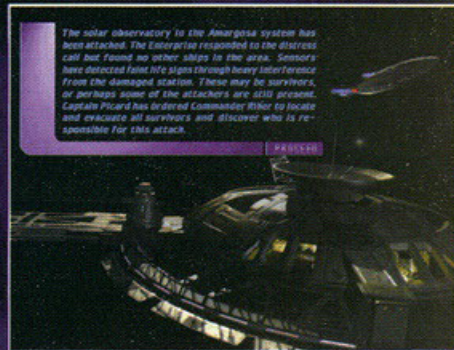 The solar observatory in the Amargosa system has
been attacked. The Enterprise responded to the distress
call but found no other ships in the area. Sensors
have detected faint life signs through heavy interference
from the damaged station. These may be survivors,
or perhaps some of the attackers are still present.
Captain Picard has ordered Commander Riker to locate
and evacuate all survivors and discover who is re-
sponsible for this attack.
PROCEED